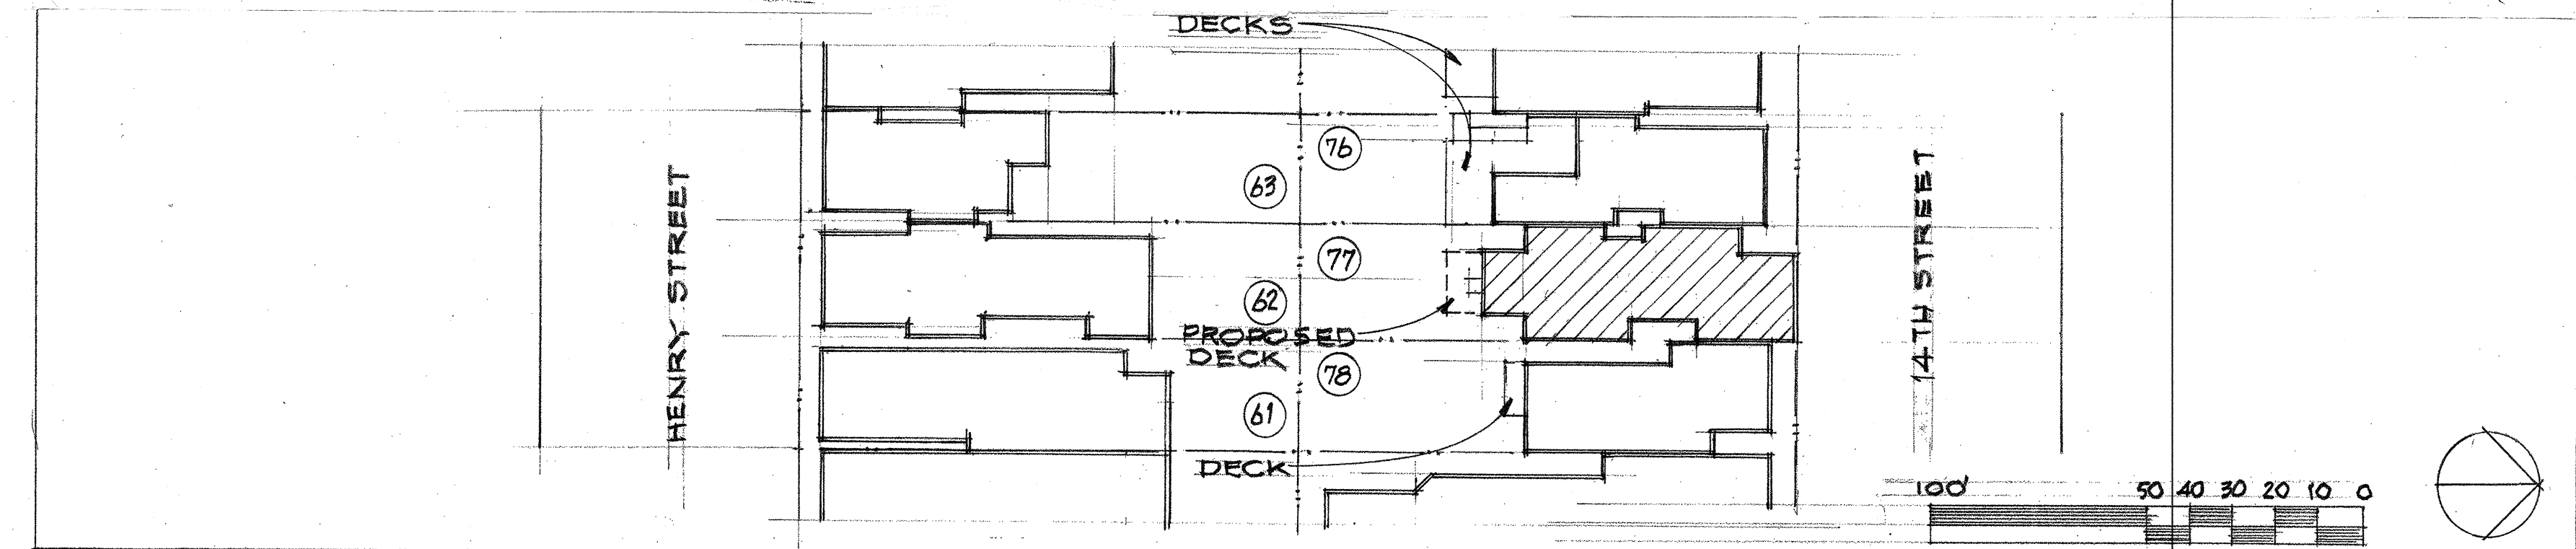 DECKS
76
63
HENRY STREET
14TH STREET
77
62
PROPOSED
DECK
78
61
DECK
100' 50 40 30 20 10 0